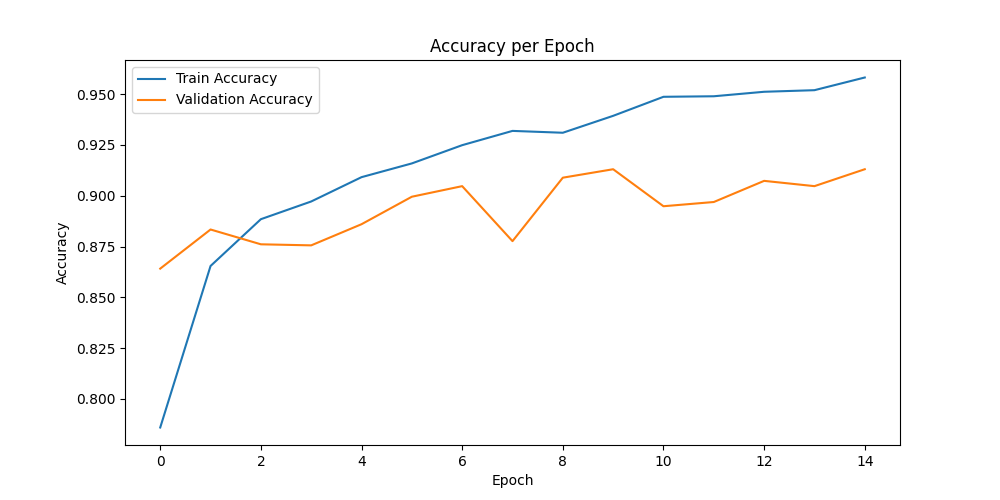 Accuracy per Epoch
Train Accuracy
Validation Accuracy
0.950
0.925
0.900
0.875
0.850
0.825
0.800
Accuracy
0 2 4 6 8 10 12 14
Epoch